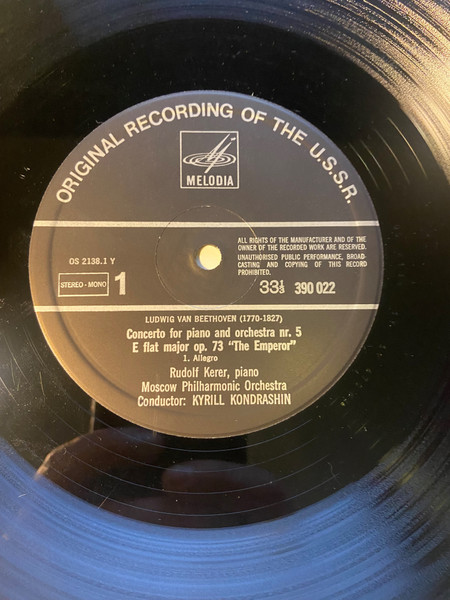 ORIGINAL RECORDING OF THE U.S.S.R.
MELODIA
OS 2138.1 Y
STEREO - MONO 1
ALL RIGHTS OF THE MANUFACTURER AND OF THE
OWNER OF THE RECORDED WORK ARE RESERVED.
UNAUTHORISED PUBLIC PERFORMANCE, BROAD-
CASTING AND COPYING OF THIS RECORD
PROHIBITED.
33⅓ 390 022
LUDWIG VAN BEETHOVEN (1770-1827)
Concerto for piano and orchestra nr. 5
E flat major op. 73 "The Emperor"
1. Allegro
Rudolf Kerer, piano
Moscow Philharmonic Orchestra
Conductor: KYRILL KONDRASHIN